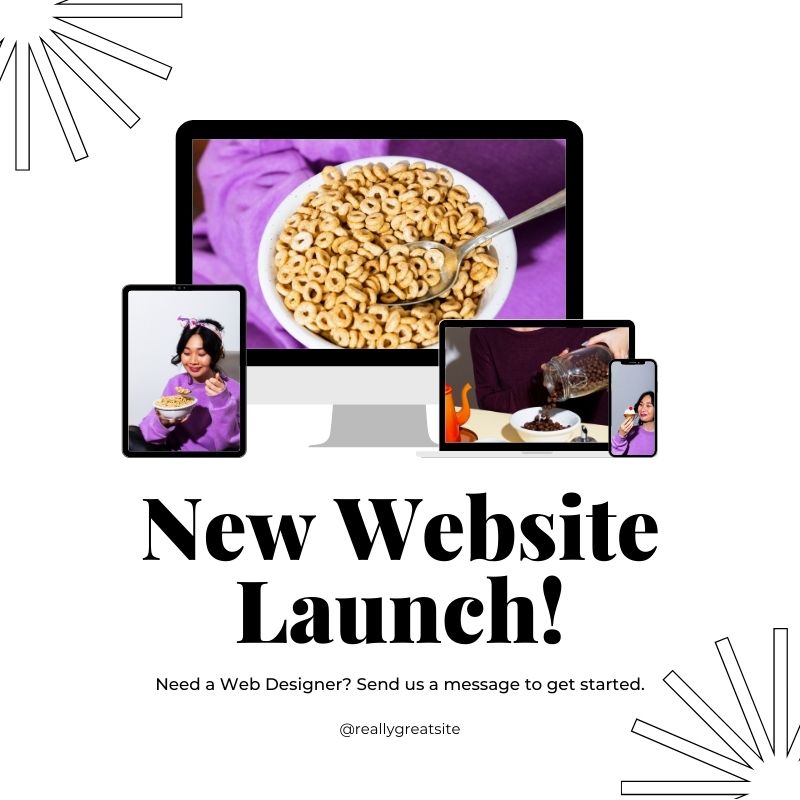 New Website
Launch!
Need a Web Designer? Send us a message to get started.
@reallygreatsite